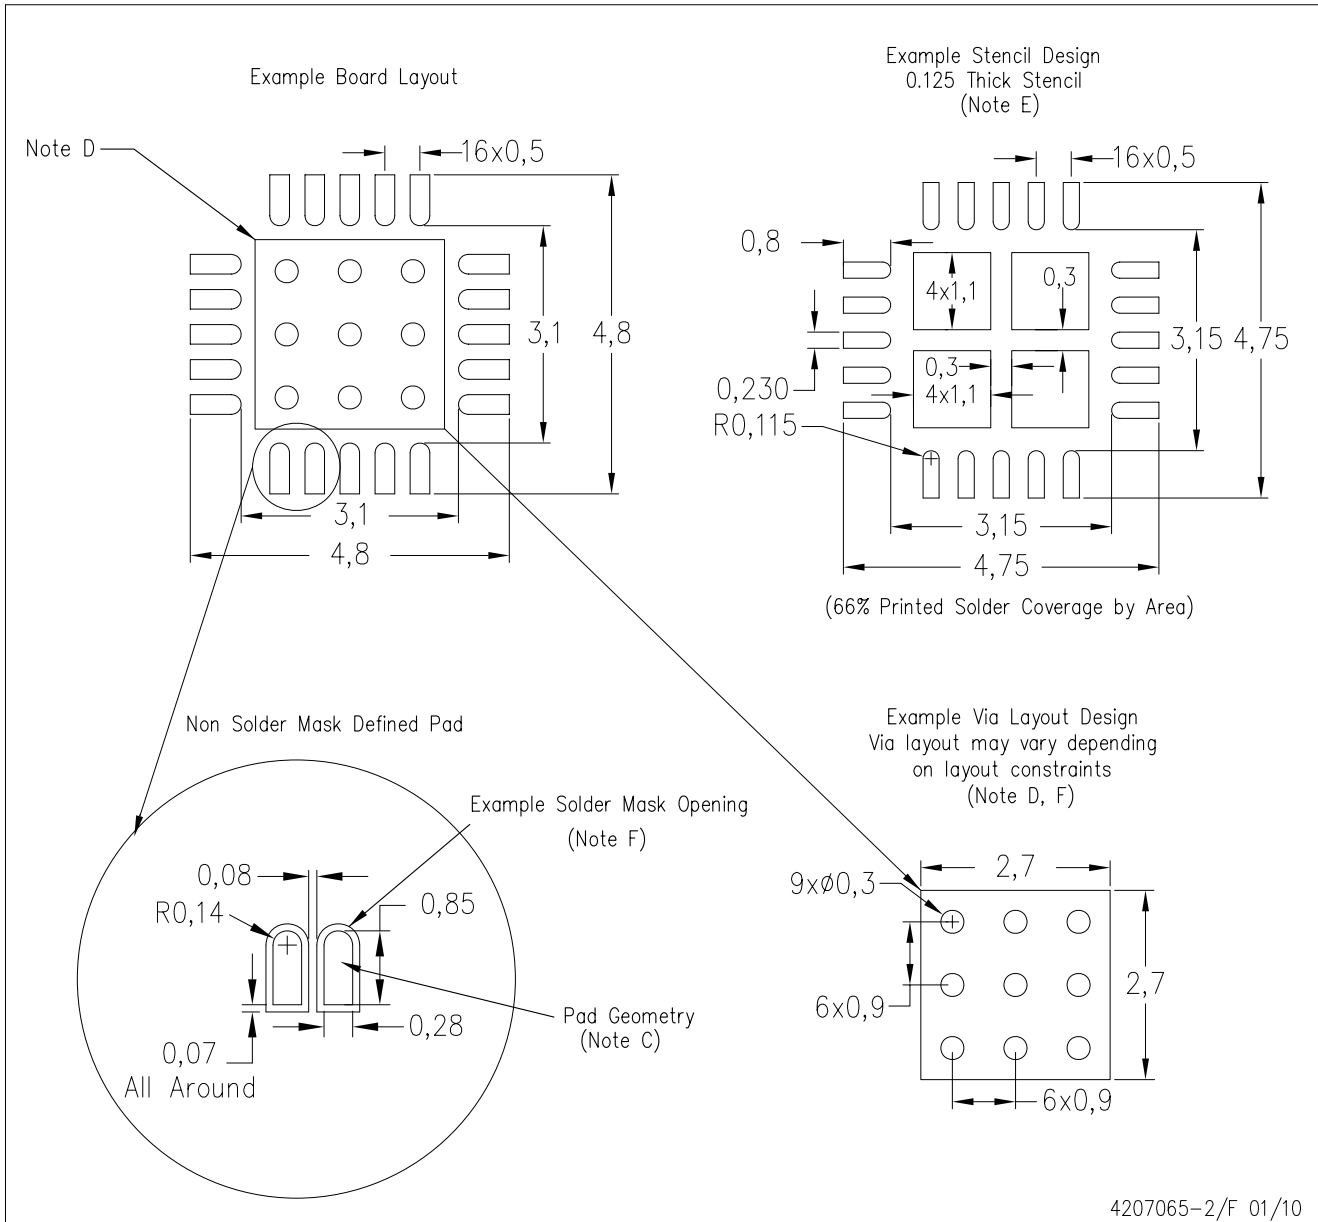 Example Board Layout
Note D
16x0,5
3,1
4,8
3,1
4,8
Example Stencil Design
0.125 Thick Stencil
(Note E)
16x0,5
0,8
4x1,1
0,3
3,15
4,75
0,3
4x1,1
0,230
R0,115
3,15
4,75
(66% Printed Solder Coverage by Area)
Non Solder Mask Defined Pad
Example Solder Mask Opening
(Note F)
0,08
R0,14
0,85
0,28
Pad Geometry
(Note C)
0,07
All Around
Example Via Layout Design
Via layout may vary depending
on layout constraints
(Note D, F)
2,7
9xø0,3
6x0,9
2,7
6x0,9
4207065-2/F 01/10